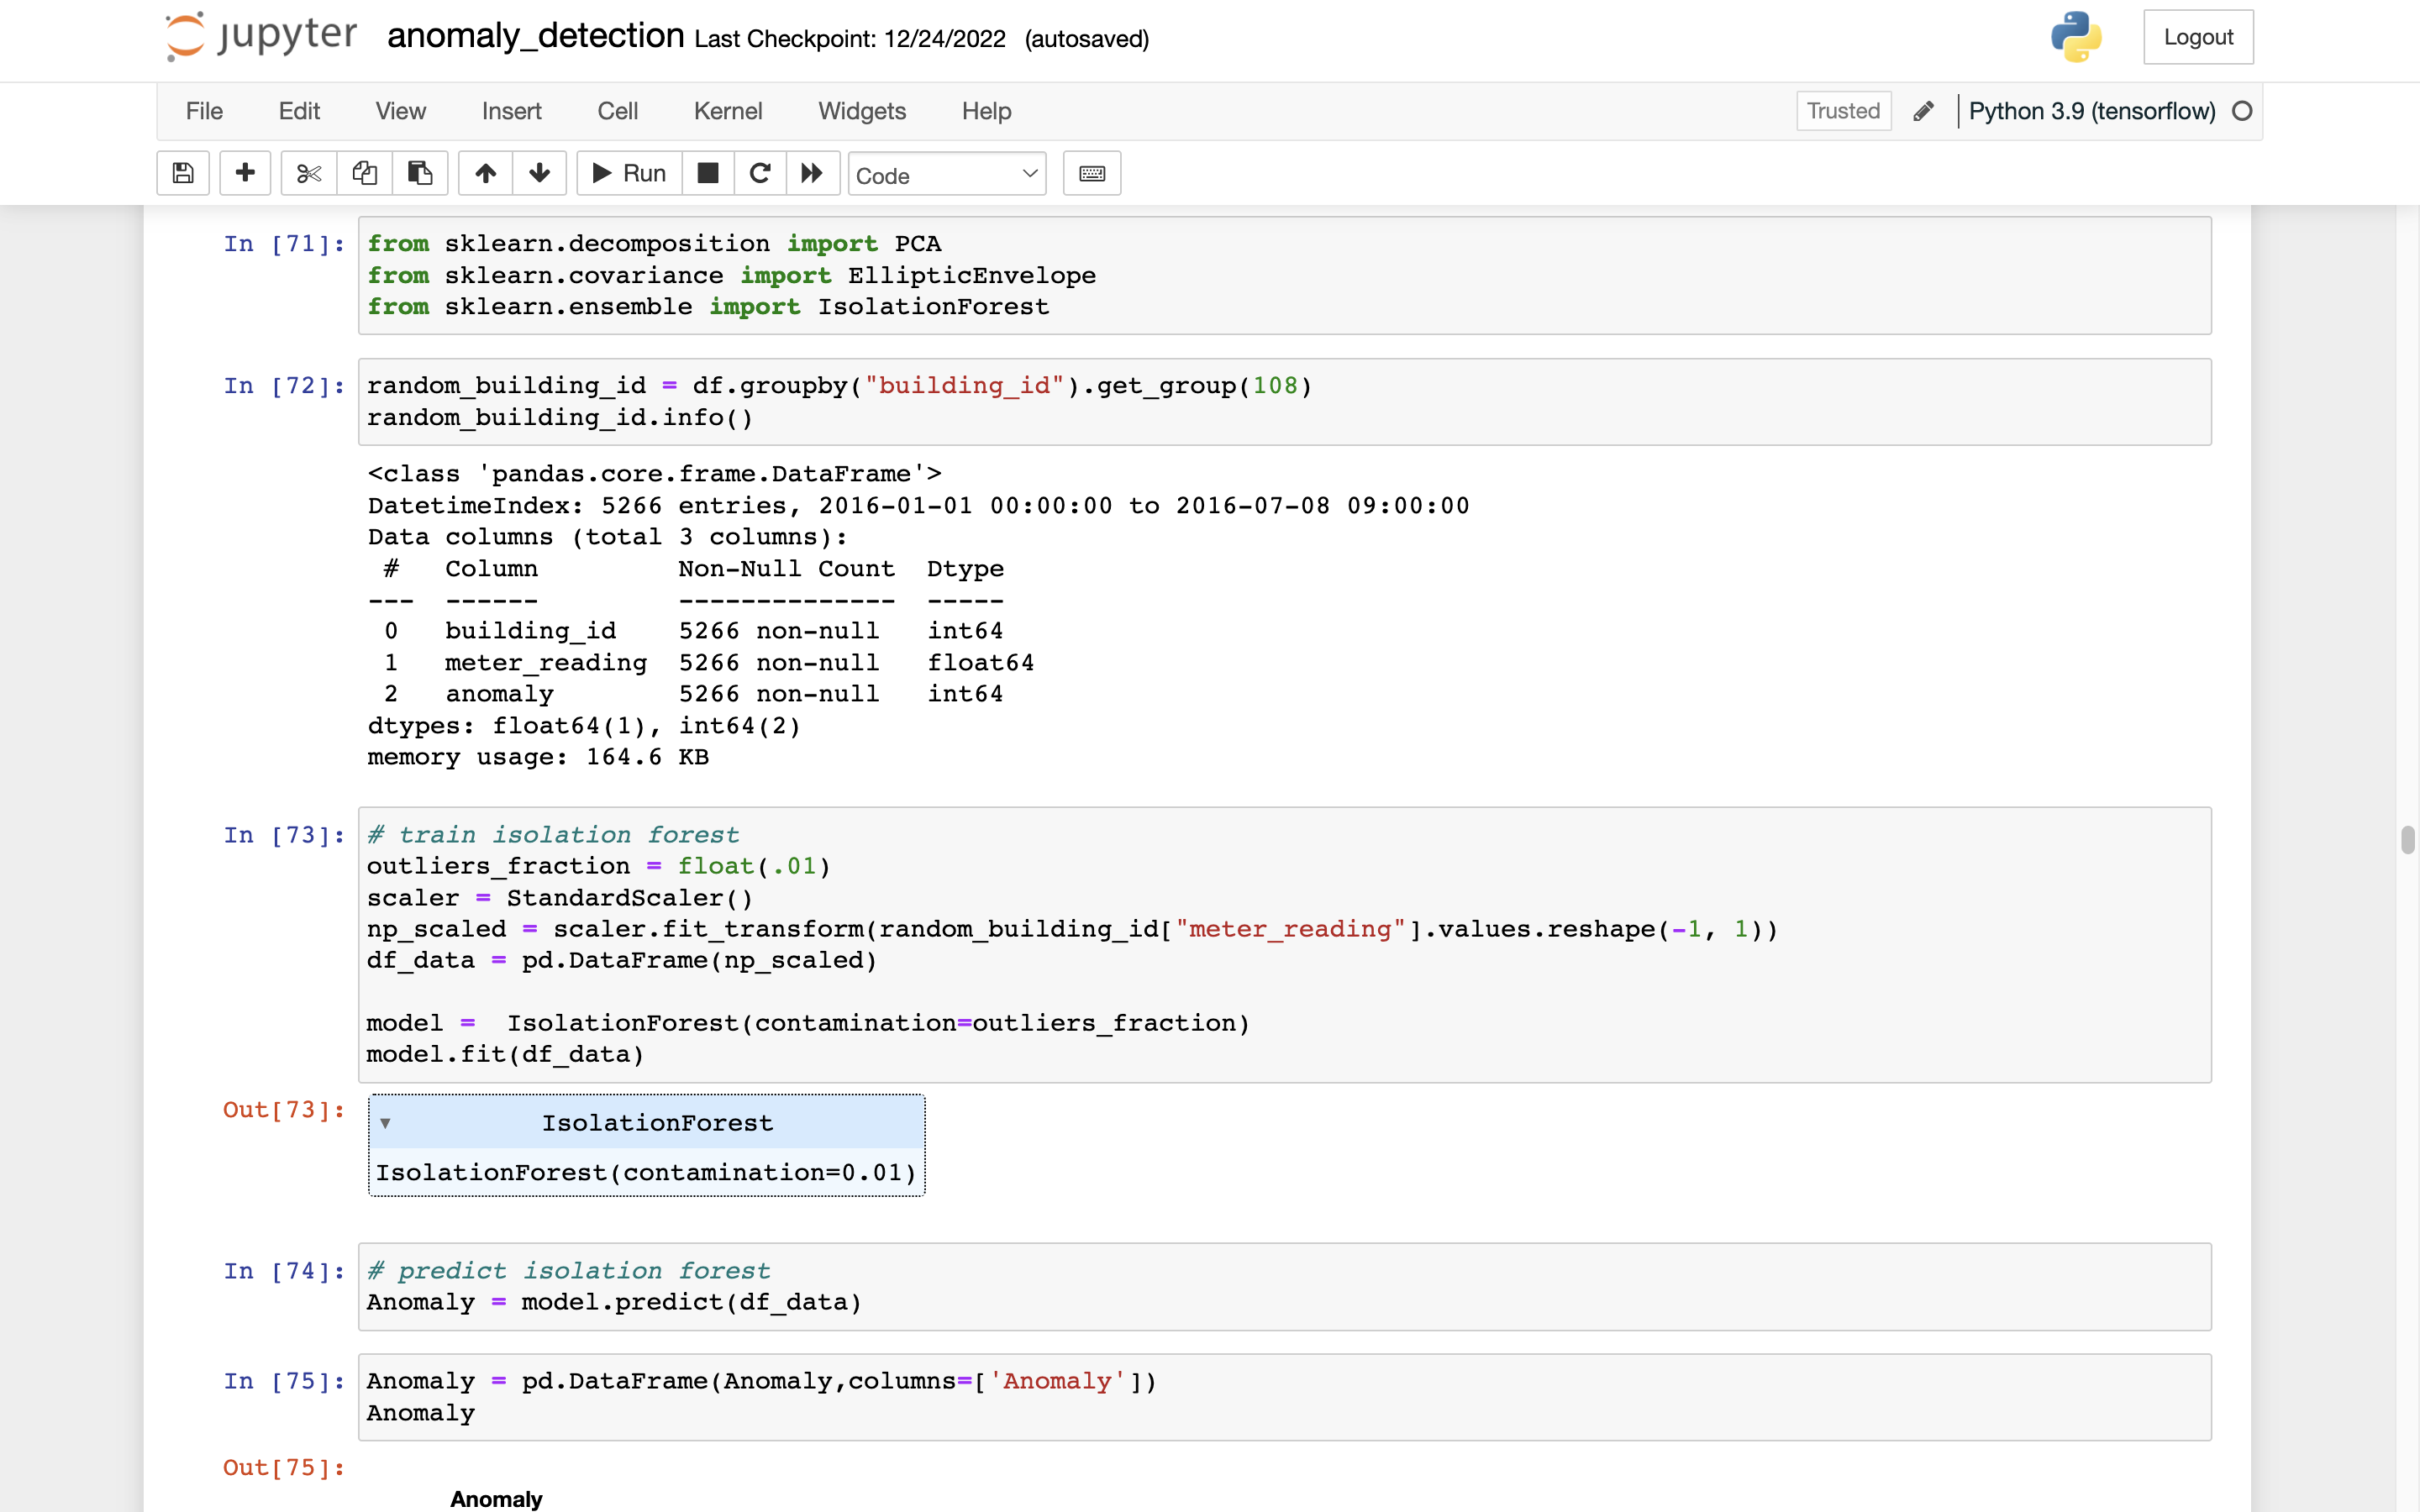 jupyter anomaly_detection Last Checkpoint: 12/24/2022 (autosaved) Logout
File Edit View Insert Cell Kernel Widgets Help Trusted Python 3.9 (tensorflow)
Run Code
In [71]: from sklearn.decomposition import PCA
from sklearn.covariance import EllipticEnvelope
from sklearn.ensemble import IsolationForest
In [72]: random_building_id = df.groupby("building_id").get_group(108)
random_building_id.info()
<class 'pandas.core.frame.DataFrame'>
DatetimeIndex: 5266 entries, 2016-01-01 00:00:00 to 2016-07-08 09:00:00
Data columns (total 3 columns):
 #   Column         Non-Null Count  Dtype
---  ------         --------------  -----
 0   building_id    5266 non-null   int64
 1   meter_reading  5266 non-null   float64
 2   anomaly        5266 non-null   int64
dtypes: float64(1), int64(2)
memory usage: 164.6 KB
In [73]: # train isolation forest
outliers_fraction = float(.01)
scaler = StandardScaler()
np_scaled = scaler.fit_transform(random_building_id["meter_reading"].values.reshape(-1, 1))
df_data = pd.DataFrame(np_scaled)
model =  IsolationForest(contamination=outliers_fraction)
model.fit(df_data)
Out[73]: ▼ IsolationForest
IsolationForest(contamination=0.01)
In [74]: # predict isolation forest
Anomaly = model.predict(df_data)
In [75]: Anomaly = pd.DataFrame(Anomaly,columns=['Anomaly'])
Anomaly
Out[75]:
Anomaly